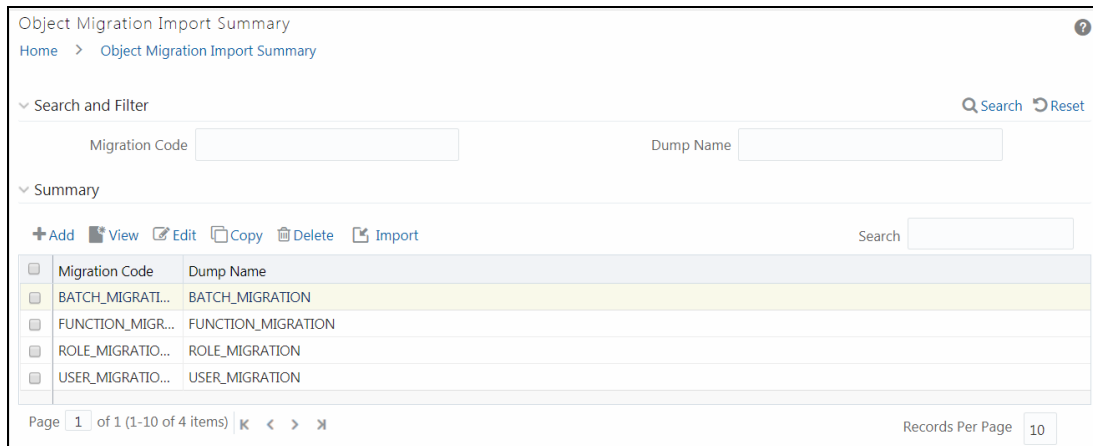 Object Migration Import Summary
?
Home > Object Migration Import Summary
Search and Filter Search Reset
Migration Code Dump Name
Summary
Add View Edit Copy Delete Import Search
Migration Code Dump Name
BATCH_MIGRATI... BATCH_MIGRATION
FUNCTION_MIGR... FUNCTION_MIGRATION
ROLE_MIGRATIO... ROLE_MIGRATION
USER_MIGRATIO... USER_MIGRATION
Page 1 of 1 (1-10 of 4 items) Records Per Page 10